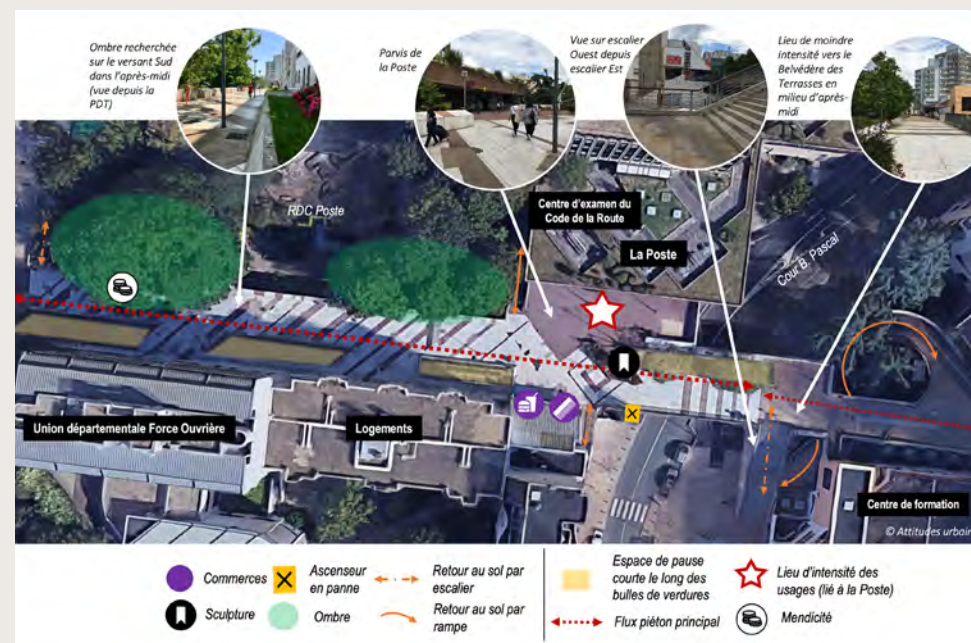 Ombre recherchée
sur le versant Sud
dans l'après-midi
(vue depuis la
PDT)
Parvis de
la Poste
Vue sur escalier
Ouest depuis
escalier Est
Lieu de moindre
intensité vers le
Belvédère des
Terrasses en
milieu d'après-
midi
RDC Poste
Centre d'examen du
Code de la Route
La Poste
Cour B. Pascal
Union départementale Force Ouvrière
Logements
Centre de formation
© Attitudes urbain
Commerces
Ascenseur
en panne
Retour au sol par
escalier
Sculpture
Ombre
Retour au sol par
rampe
Espace de pause
courte le long des
bulles de verdures
Lieu d'intensité des
usages (lié à la Poste)
Flux piéton principal
Mendicité